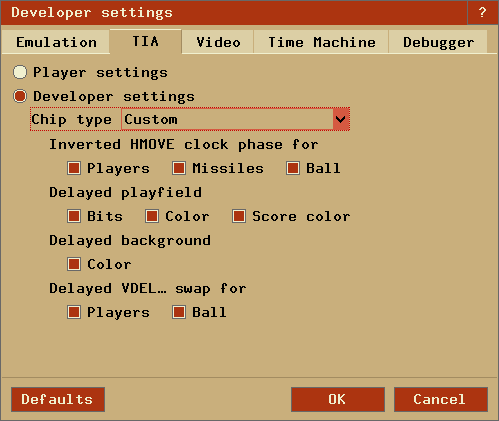 Developer settings ?
Emulation TIA Video Time Machine Debugger
Player settings
Developer settings
Chip type Custom
Inverted HMOVE clock phase for
Players Missiles Ball
Delayed playfield
Bits Color Score color
Delayed background
Color
Delayed VDEL… swap for
Players Ball
Defaults OK Cancel